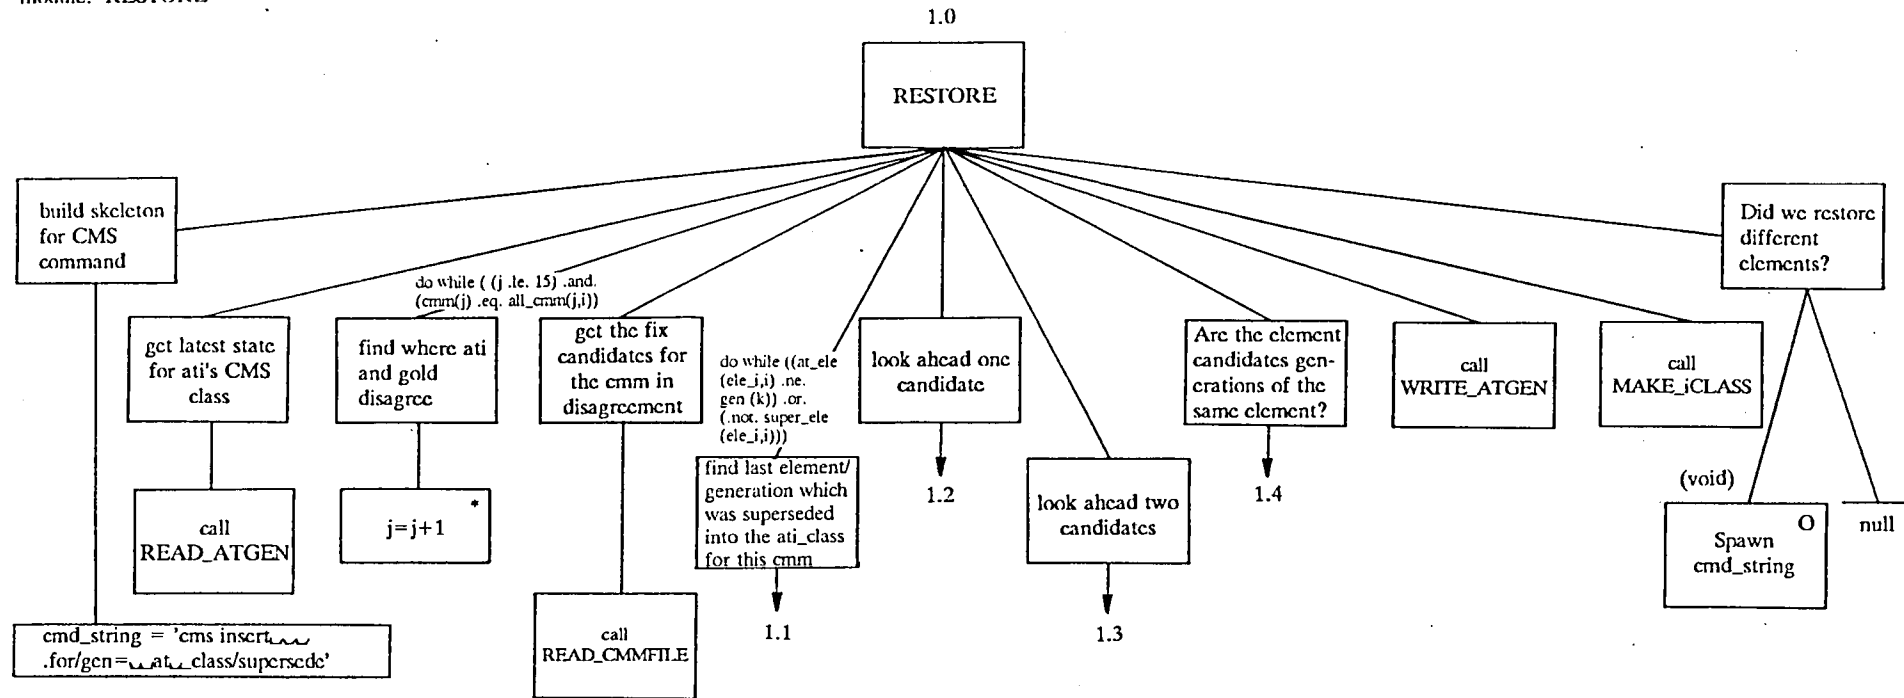 module: RESTORE
1.0
RESTORE
build skeleton
for CMS
command
Did we restore
different
elements?
do while ( (j .le. 15) .and.
(cmm(j) .eq. all_cmm(j,i))
get latest state
for ati's CMS
class
find where ati
and gold
disagree
get the fix
candidates for
the cmm in
disagreement
do while ((at_ele
(ele_i,i) .ne.
gen (k)) .or.
(.not. super_ele
(ele_i,i)))
look ahead one
candidate
Are the element
candidates gen-
erations of the
same element?
call
WRITE_ATGEN
call
MAKE_iCLASS
call
READ_ATGEN
*
j=j+1
find last element/
generation which
was superseded
into the ati_class
for this cmm
1.2
look ahead two
candidates
1.4
(void)
O
Spawn
cmd_string
null
cmd_string = 'cms insert
.for/gen= at class/supersede'
call
READ_CMMFILE
1.1
1.3